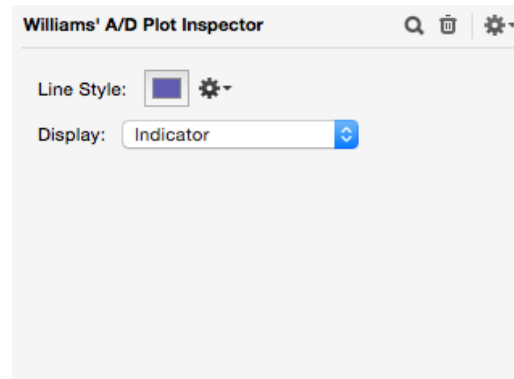 Williams' A/D Plot Inspector
Line Style:
Display: Indicator